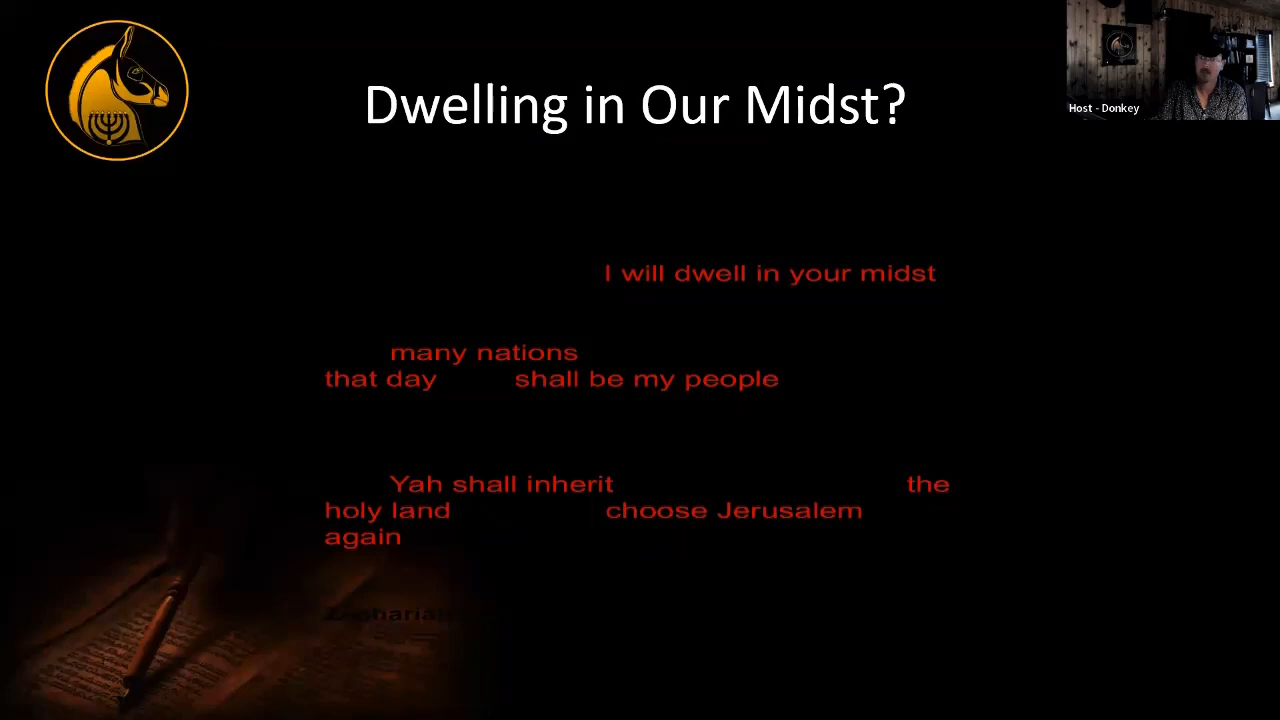 Dwelling in Our Midst?
Host - Donkey
I will dwell in your midst
many nations
that day shall be my people
Yah shall inherit the
holy land choose Jerusalem
again